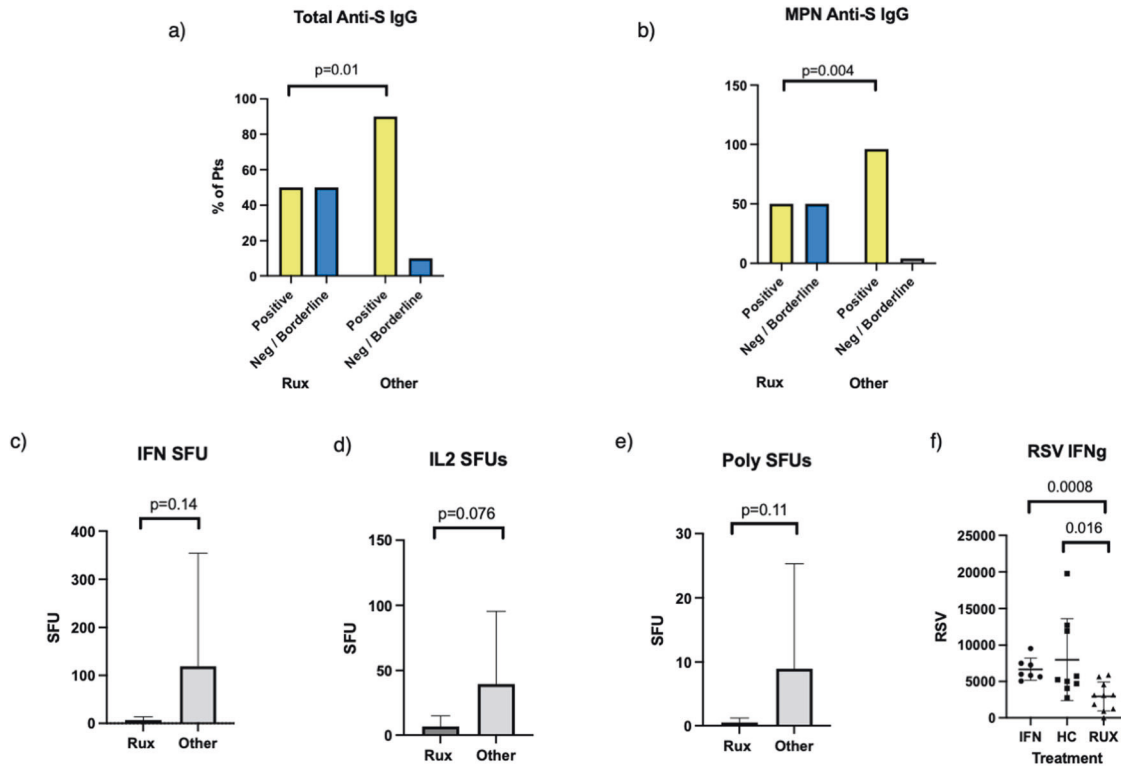 a)
Total Anti-S IgG
p=0.01
% of Pts
100
80
60
40
20
0
Positive
Neg / Borderline
Positive
Neg / Borderline
Rux
Other
b)
MPN Anti-S IgG
p=0.004
150
100
50
0
Positive
Neg / Borderline
Positive
Neg / Borderline
Rux
Other
c)
IFN SFU
p=0.14
SFU
400
300
200
100
0
Rux
Other
d)
IL2 SFUs
p=0.076
SFU
150
100
50
0
Rux
Other
e)
Poly SFUs
p=0.11
SFU
30
20
10
0
Rux
Other
f)
RSV IFNg
0.0008
0.016
RSV
25000
20000
15000
10000
5000
0
IFN
HC
RUX
Treatment